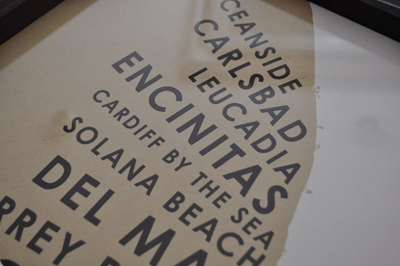 CEANSIDE
CARLSBAD
LEUCADIA
ENCINITAS
CARDIFF BY THE SEA
SOLANA BEACH
DEL MA
RREY